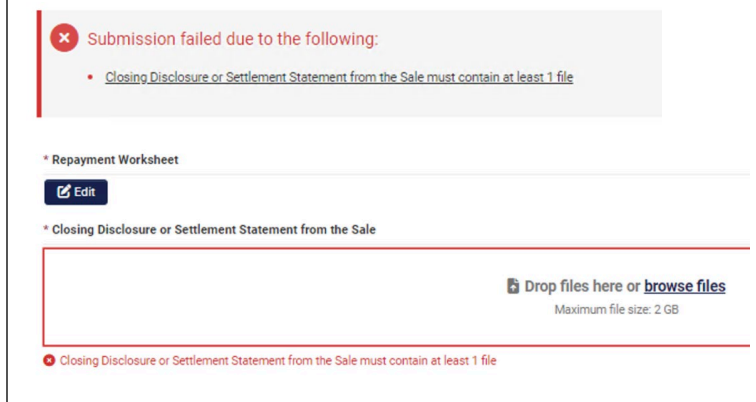 Submission failed due to the following:
• Closing Disclosure or Settlement Statement from the Sale must contain at least 1 file
* Repayment Worksheet
Edit
* Closing Disclosure or Settlement Statement from the Sale
Drop files here or browse files
Maximum file size: 2 GB
Closing Disclosure or Settlement Statement from the Sale must contain at least 1 file